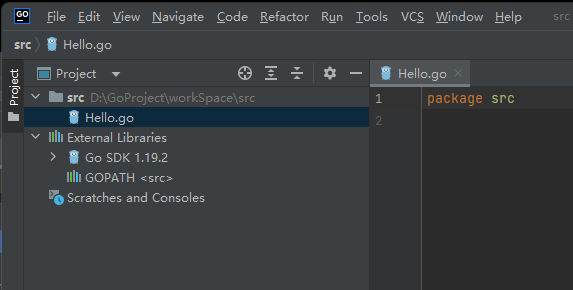 GO File Edit View Navigate Code Refactor Run Tools VCS Window Help src
src Hello.go
Project
Project
Hello.go
src D:\GoProject\workSpace\src
Hello.go
External Libraries
Go SDK 1.19.2
GOPATH <src>
Scratches and Consoles
1 package src
2